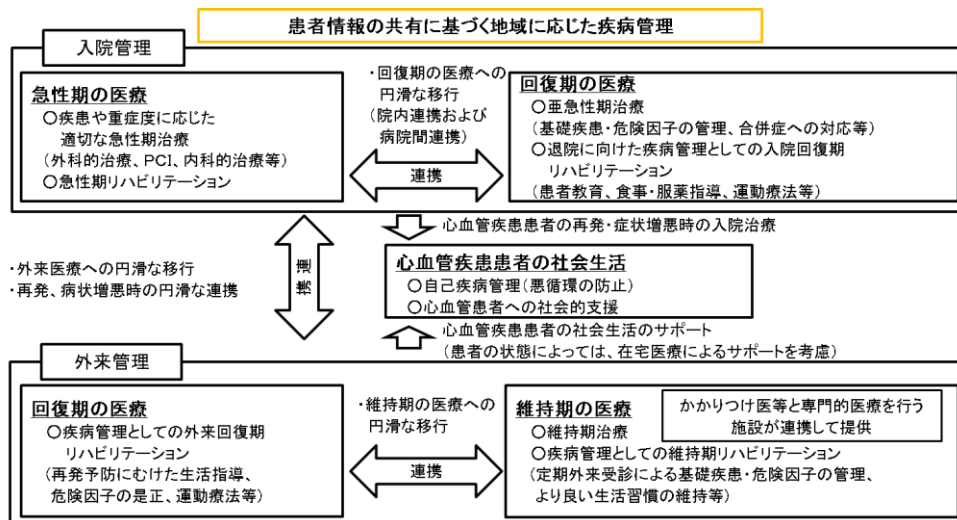 患者情報の共有に基づく地域に応じた疾病管理
入院管理
急性期の医療
〇疾患や重症度に応じた
適切な急性期治療
(外科的治療、PCI、内科的治療等)
〇急性期リハビリテーション
・回復期の医療への
円滑な移行
(院内連携および
病院間連携)
連携
回復期の医療
〇亜急性期治療
(基礎疾患・危険因子の管理、合併症への対応等)
〇退院に向けた疾病管理としての入院回復期
リハビリテーション
(患者教育、食事・服薬指導、運動療法等)
心血管疾患患者の再発・症状増悪時の入院治療
・外来医療への円滑な移行
・再発、病状増悪時の円滑な連携
連携
心血管疾患患者の社会生活
〇自己疾病管理(悪循環の防止)
〇心血管患者への社会的支援
心血管疾患患者の社会生活のサポート
(患者の状態によっては、在宅医療によるサポートを考慮)
外来管理
回復期の医療
〇疾病管理としての外来回復期
リハビリテーション
(再発予防にむけた生活指導、
危険因子の是正、運動療法等)
・維持期の医療への
円滑な移行
連携
維持期の医療
かかりつけ医等と専門的医療を行う
施設が連携して提供
〇維持期治療
〇疾病管理としての維持期リハビリテーション
(定期外来受診による基礎疾患・危険因子の管理、
より良い生活習慣の維持等)